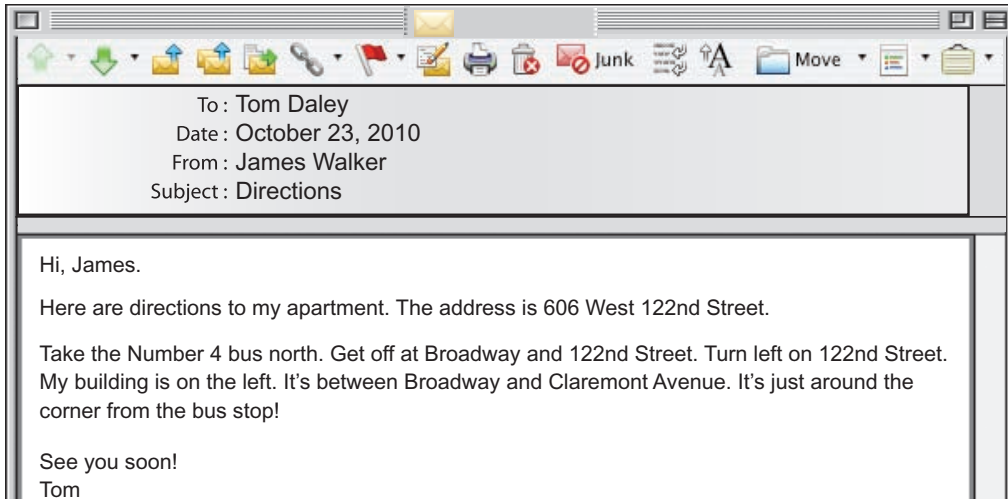 Junk
Move
To : Tom Daley
Date : October 23, 2010
From : James Walker
Subject : Directions
Hi, James.
Here are directions to my apartment. The address is 606 West 122nd Street.
Take the Number 4 bus north. Get off at Broadway and 122nd Street. Turn left on 122nd Street.
My building is on the left. It's between Broadway and Claremont Avenue. It's just around the
corner from the bus stop!
See you soon!
Tom